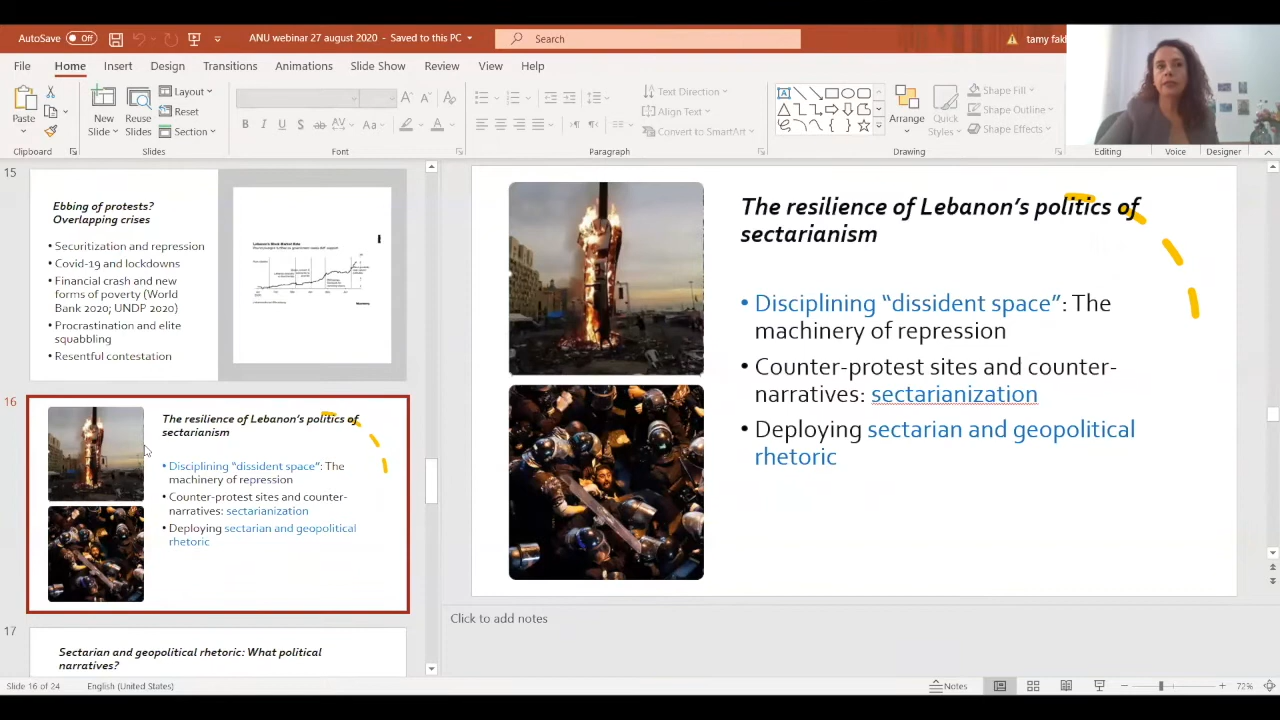 AutoSave Off ANU webinar 27 august 2020 - Saved to this PC Search tamy fakl
File Home Insert Design Transitions Animations Slide Show Review View Help
Paste New Slide Reuse Slides Layout Reset Section
B I U S ab AV Aa A
Text Direction Align Text Convert to SmartArt
Arrange Quick Styles Shape Fill Shape Outline Shape Effects
Clipboard Slides Font Paragraph Drawing Editing Voice Designer
15
Ebbing of protests?
Overlapping crises
• Securitization and repression
• Covid-19 and lockdowns
• Financial crash and new
forms of poverty (World
Bank 2020; UNDP 2020)
• Procrastination and elite
squabbling
• Resentful contestation
16
The resilience of Lebanon's politics of
sectarianism
• Disciplining "dissident space": The
machinery of repression
• Counter-protest sites and counter-
narratives: sectarianization
• Deploying sectarian and geopolitical
rhetoric
17
Sectarian and geopolitical rhetoric: What political
narratives?
The resilience of Lebanon's politics of
sectarianism
• Disciplining "dissident space": The
machinery of repression
• Counter-protest sites and counter-
narratives: sectarianization
• Deploying sectarian and geopolitical
rhetoric
Click to add notes
Slide 16 of 24 English (United States) Notes 72%